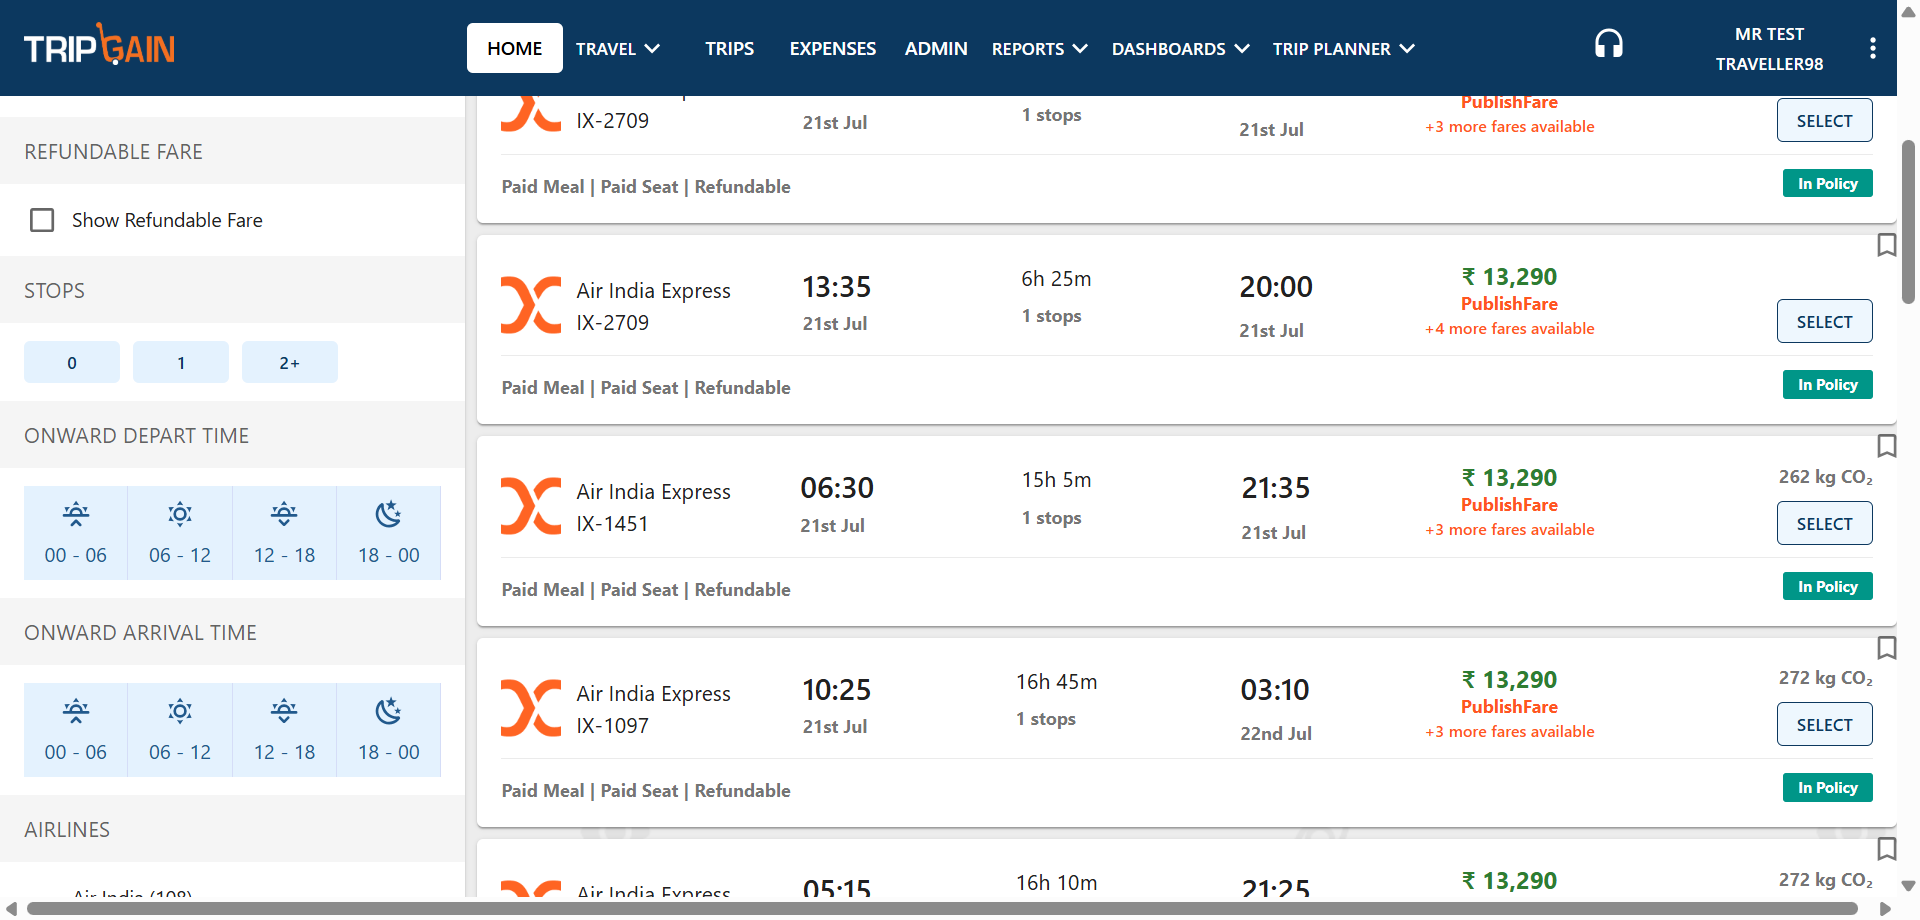 TRIPGAIN
HOME
TRAVEL
TRIPS
EXPENSES
ADMIN
REPORTS
DASHBOARDS
TRIP PLANNER
MR TEST
TRAVELLER98
REFUNDABLE FARE
Show Refundable Fare
STOPS
0
1
2+
ONWARD DEPART TIME
00 - 06
06 - 12
12 - 18
18 - 00
ONWARD ARRIVAL TIME
00 - 06
06 - 12
12 - 18
18 - 00
AIRLINES
Air India (108)
IX-2709
21st Jul
1 stops
21st Jul
PublishFare
+3 more fares available
SELECT
Paid Meal | Paid Seat | Refundable
In Policy
Air India Express
IX-2709
13:35
21st Jul
6h 25m
1 stops
20:00
21st Jul
₹ 13,290
PublishFare
+4 more fares available
SELECT
Paid Meal | Paid Seat | Refundable
In Policy
Air India Express
IX-1451
06:30
21st Jul
15h 5m
1 stops
21:35
21st Jul
₹ 13,290
PublishFare
+3 more fares available
262 kg CO₂
SELECT
Paid Meal | Paid Seat | Refundable
In Policy
Air India Express
IX-1097
10:25
21st Jul
16h 45m
1 stops
03:10
22nd Jul
₹ 13,290
PublishFare
+3 more fares available
272 kg CO₂
SELECT
Paid Meal | Paid Seat | Refundable
In Policy
Air India Express
05:15
16h 10m
21:25
₹ 13,290
272 kg CO₂